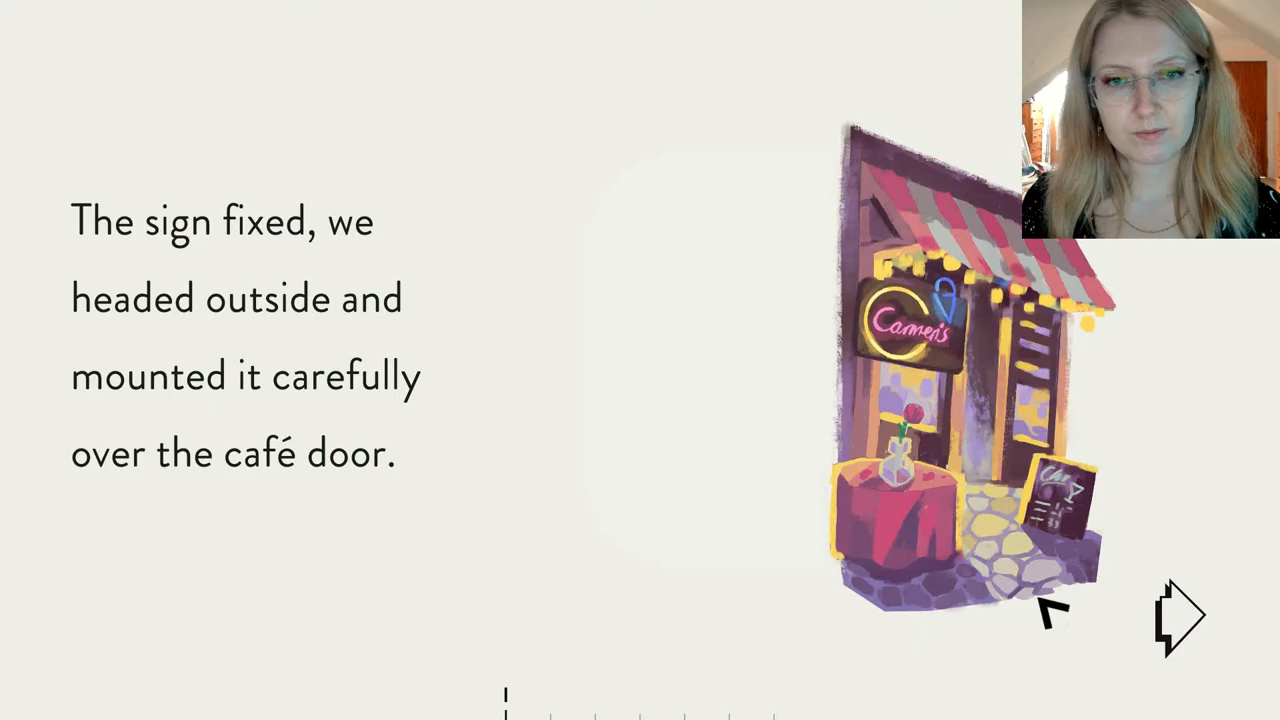 The sign fixed, we
headed outside and
mounted it carefully
over the café door.
Carmen's